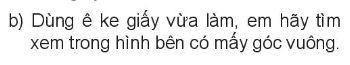 b) Dùng ê ke giấy vừa làm, em hãy tìm
xem trong hình bên có mấy góc vuông.